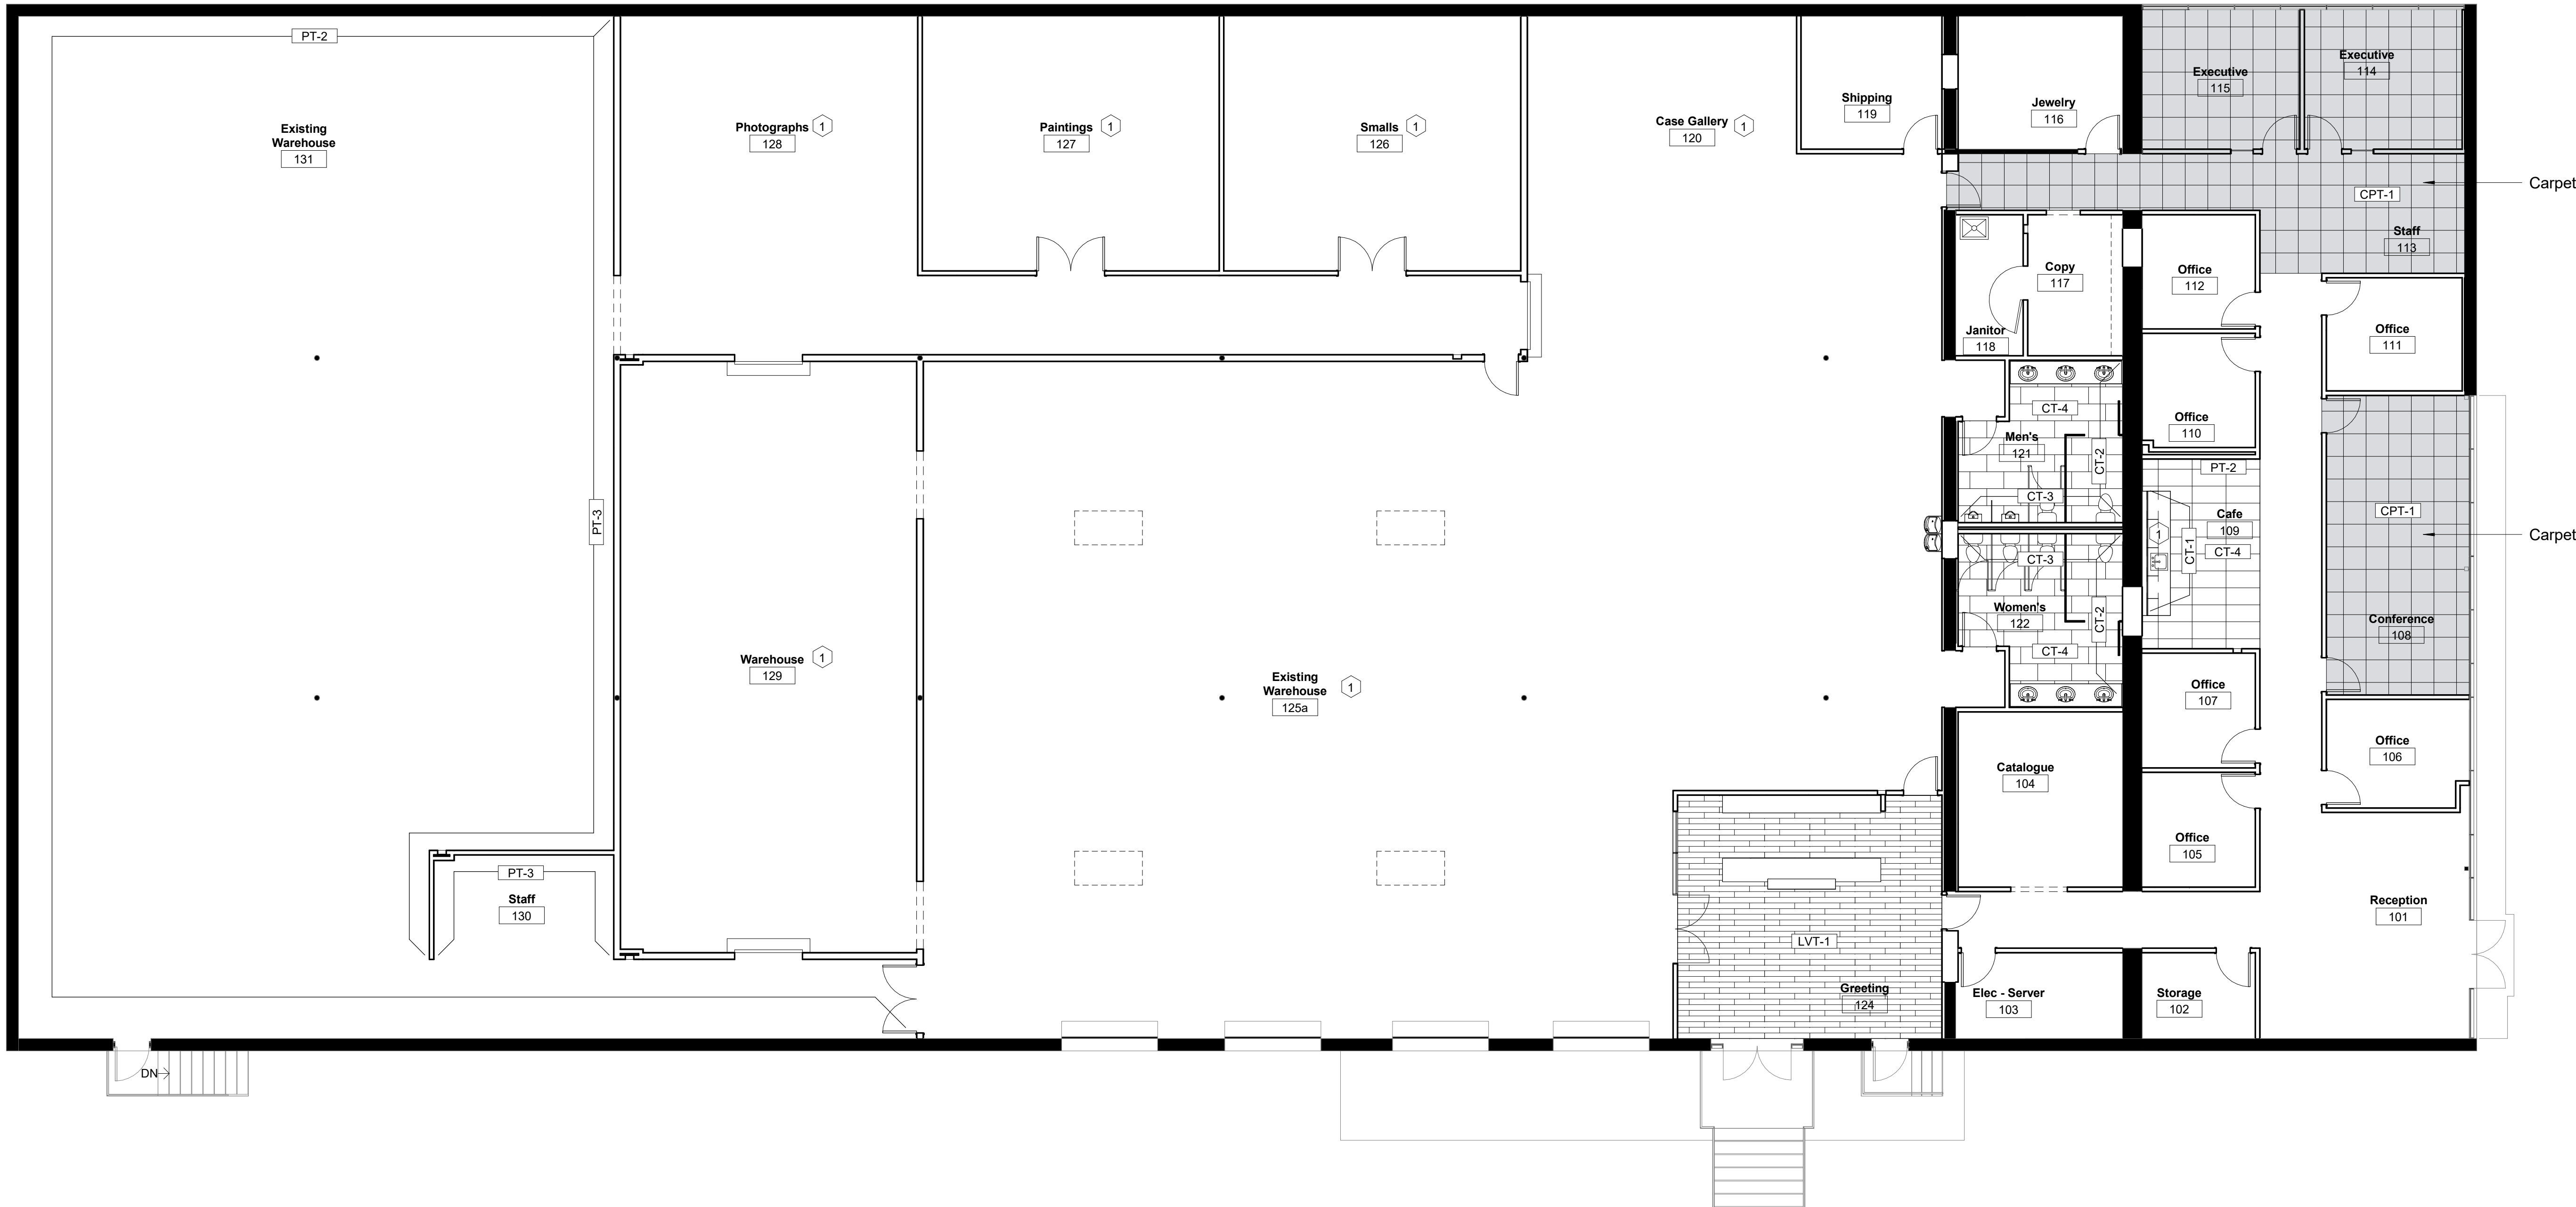 PT-2
Existing
Warehouse
131
Photographs
128
1
Paintings
127
1
Smalls
126
1
Case Gallery
120
1
Shipping
119
Jewelry
116
Executive
115
Executive
114
CPT-1
Carpet
Staff
113
Copy
117
Janitor
118
Office
112
Office
111
Office
110
CT-4
Men's
121
CT-2
CT-3
PT-2
Cafe
109
CT-4
CT-1
1
CPT-1
Carpet
Conference
108
PT-3
CT-3
Women's
122
CT-2
CT-4
Warehouse
129
1
Existing
Warehouse
125a
1
Office
107
Office
106
Catalogue
104
Office
105
PT-3
Staff
130
LVT-1
Greeting
124
Reception
101
Elec - Server
103
Storage
102
DN